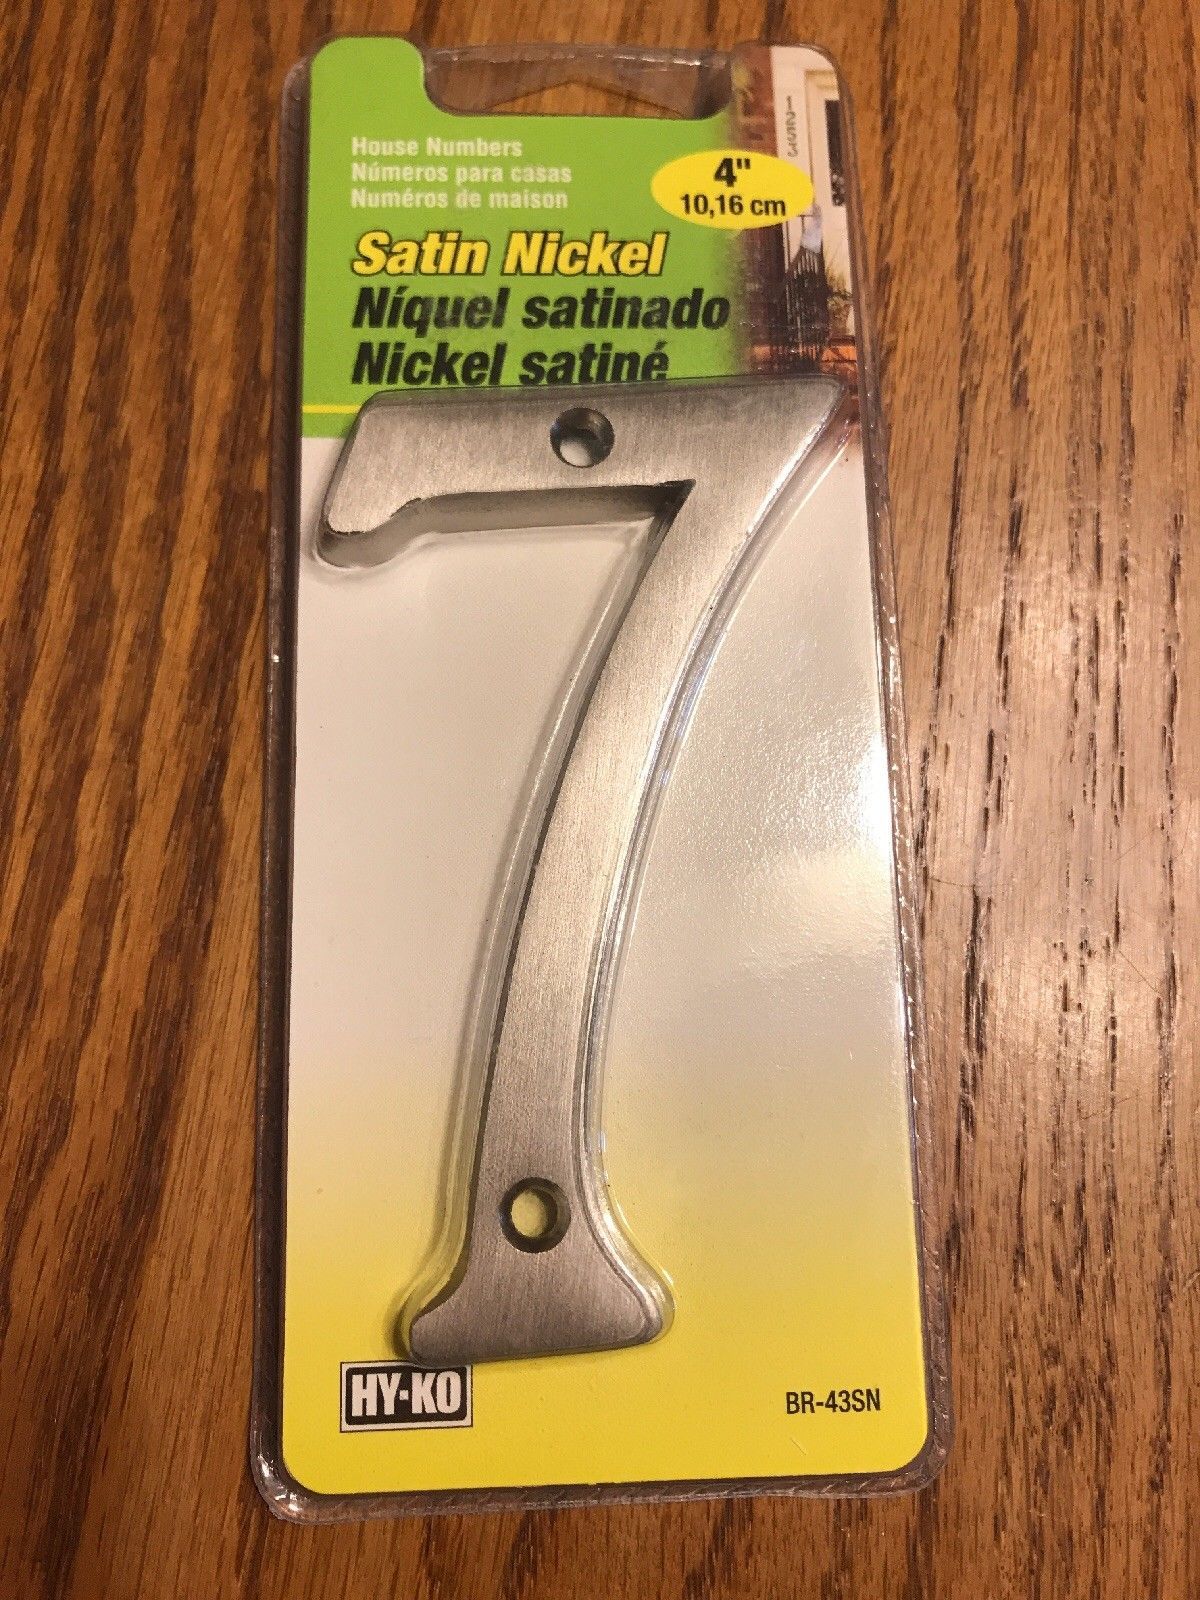 House Numbers
Números para casas
Numéros de maison
4"
10,16 cm
Satin Nickel
Níquel satinado
Nickel satiné
7
HY-KO
BR-43SN